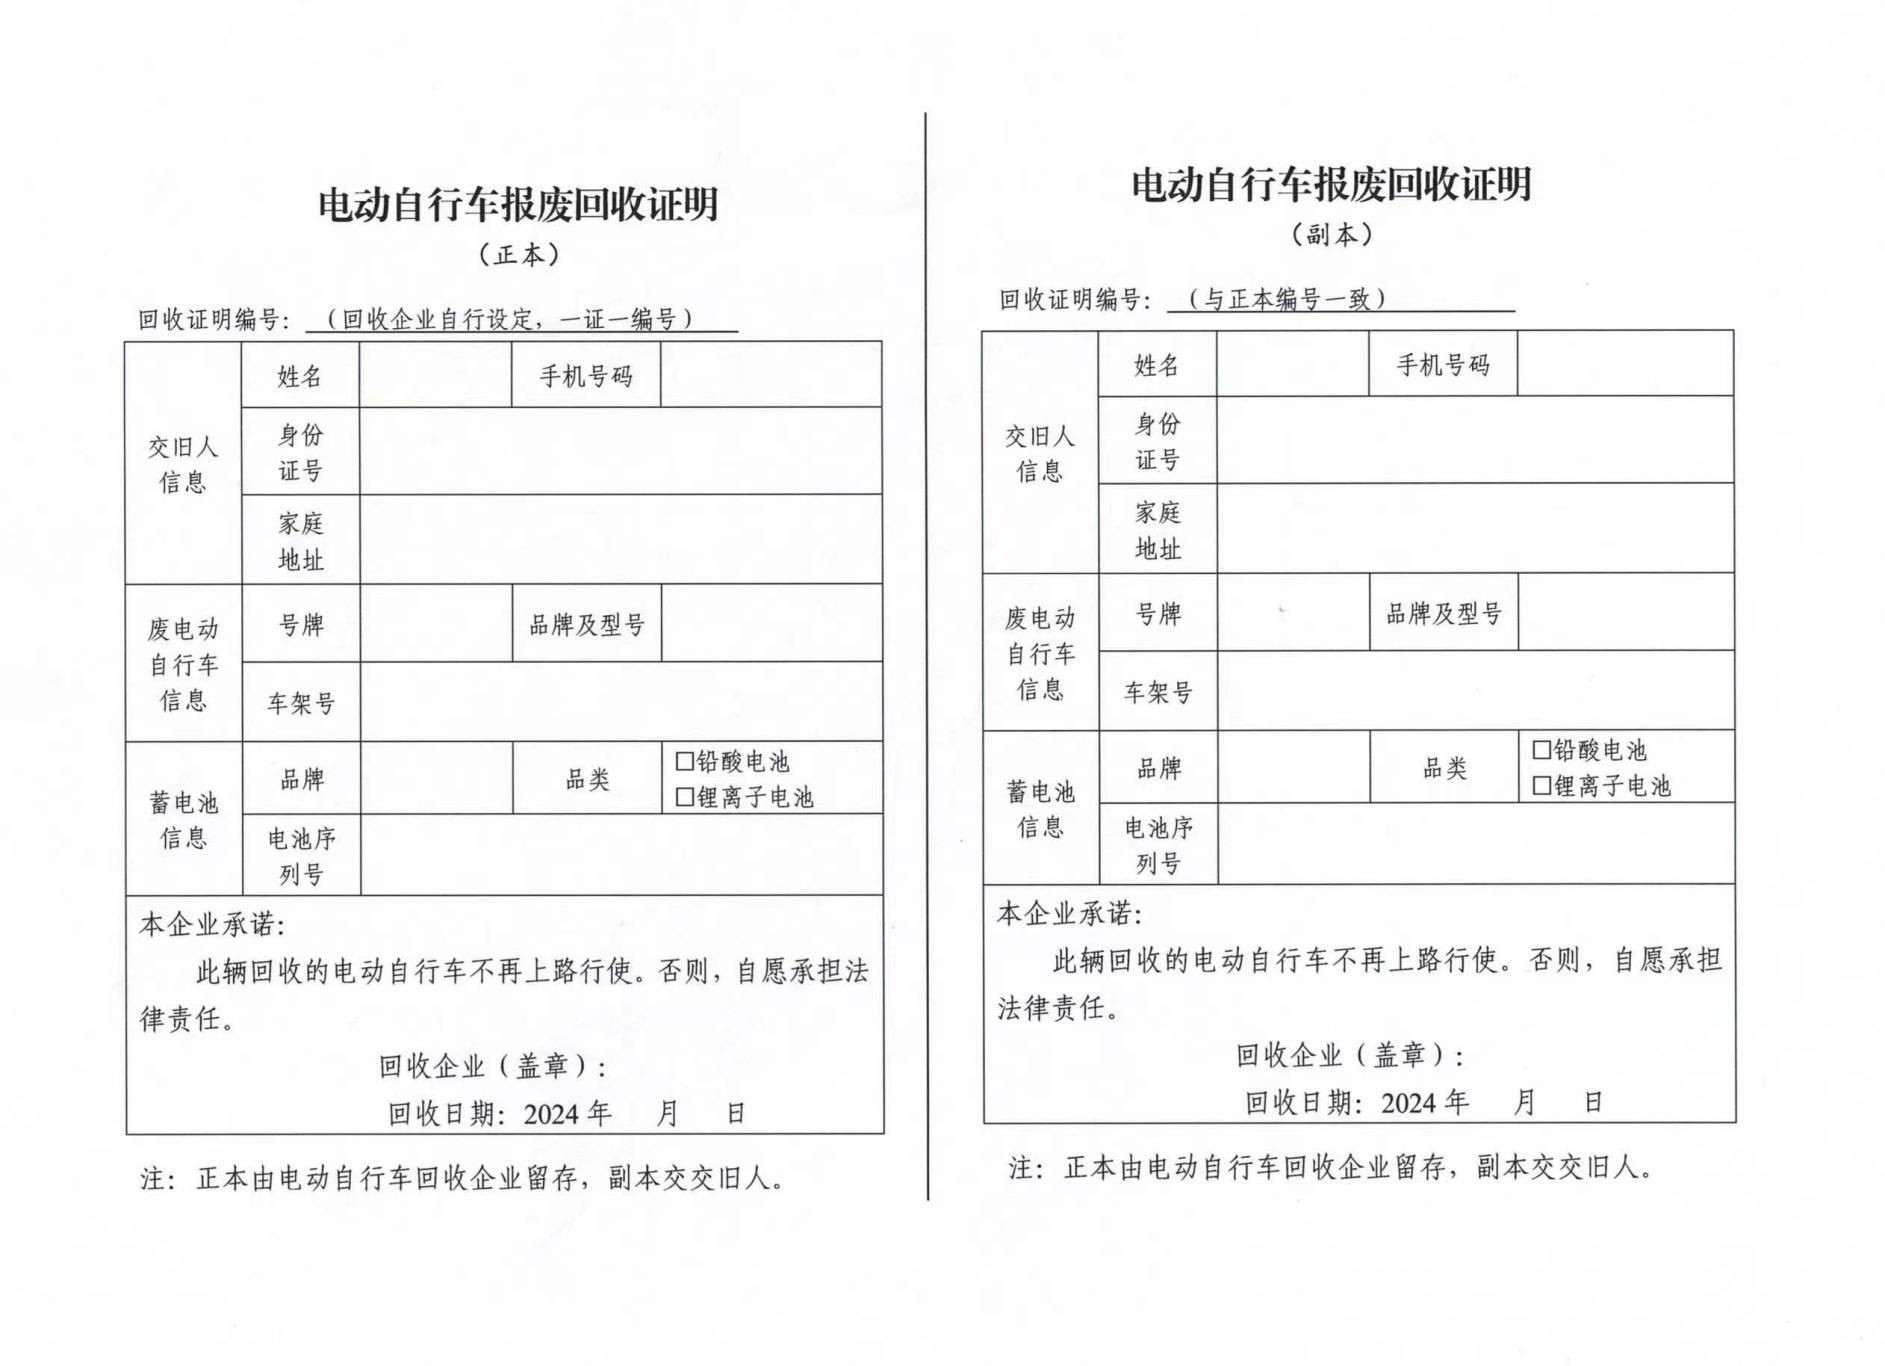 电动自行车报废回收证明
（正本）
回收证明编号：（回收企业自行设定，一证一编号）
交旧人
信息
姓名
手机号码
身份
证号
家庭
地址
废电动
自行车
信息
号牌
品牌及型号
车架号
蓄电池
信息
品牌
品类
□铅酸电池
□锂离子电池
电池序
列号
本企业承诺：
此辆回收的电动自行车不再上路行使。否则，自愿承担法
律责任。
回收企业（盖章）：
回收日期：2024 年 月 日
注：正本由电动自行车回收企业留存，副本交交旧人。
电动自行车报废回收证明
（副本）
回收证明编号：（与正本编号一致）
交旧人
信息
姓名
手机号码
身份
证号
家庭
地址
废电动
自行车
信息
号牌
品牌及型号
车架号
蓄电池
信息
品牌
品类
□铅酸电池
□锂离子电池
电池序
列号
本企业承诺：
此辆回收的电动自行车不再上路行使。否则，自愿承担
法律责任。
回收企业（盖章）：
回收日期：2024 年 月 日
注：正本由电动自行车回收企业留存，副本交交旧人。